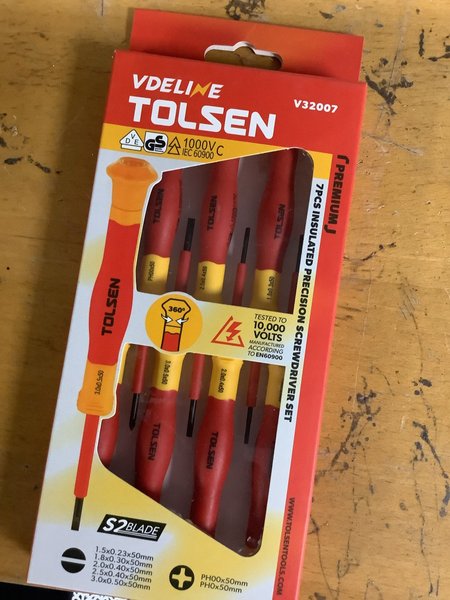 VDELINE
TOLSEN
V32007
VDE GS 1000V C
IEC 60900
PREMIUM
7PCS INSULATED PRECISION SCREWDRIVER SET
TOLSEN
TOLSEN
TOLSEN
360°
TESTED TO
10,000
VOLTS
MANUFACTURED
ACCORDING
TO EN60900
TOLSEN
TOLSEN
S2 BLADE
1.5x0.23x50mm
1.8x0.30x50mm
2.0x0.40x50mm
2.5x0.40x50mm
3.0x0.50x50mm
PH00x50mm
PH0x50mm
WWW.TOLSENTOOLS.COM